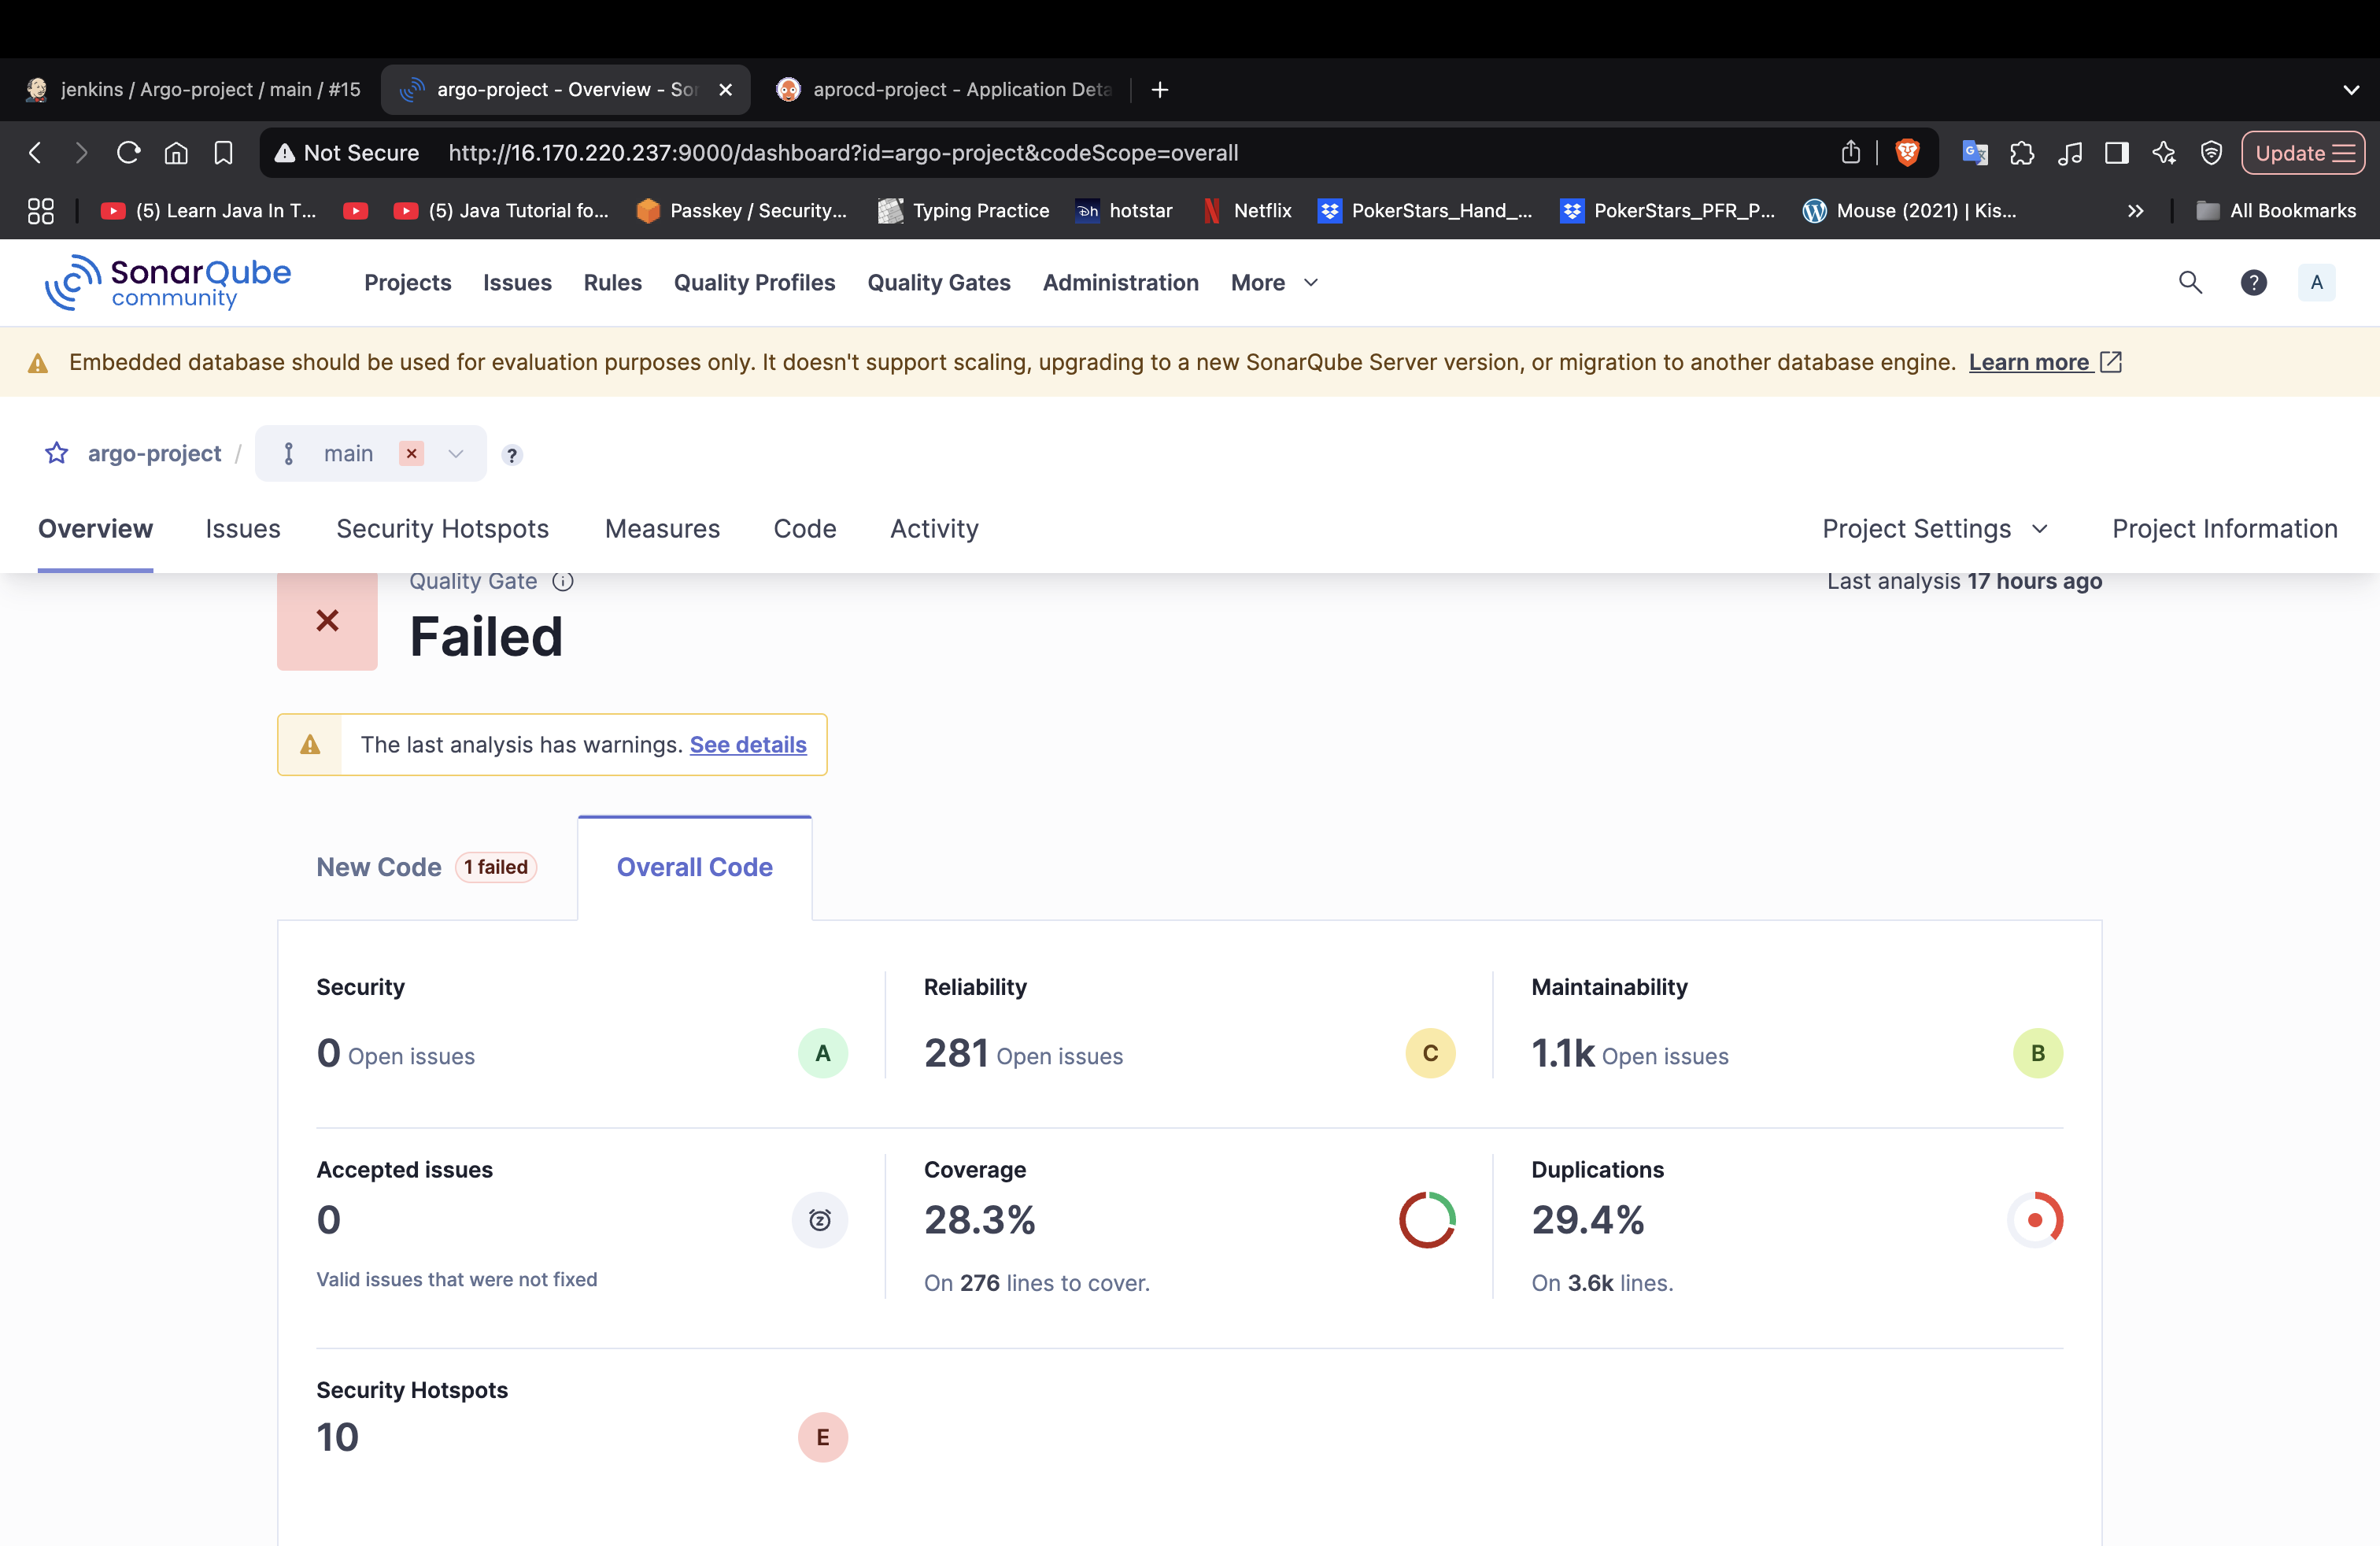 jenkins / Argo-project / main / #15
argo-project - Overview - So
aprocd-project - Application Deta
Not Secure http://16.170.220.237:9000/dashboard?id=argo-project&codeScope=overall
Update
(5) Learn Java In T...
(5) Java Tutorial fo...
Passkey / Security...
Typing Practice
hotstar
Netflix
PokerStars_Hand_...
PokerStars_PFR_P...
Mouse (2021) | Kis...
All Bookmarks
SonarQube
community
Projects Issues Rules Quality Profiles Quality Gates Administration More
A
Embedded database should be used for evaluation purposes only. It doesn't support scaling, upgrading to a new SonarQube Server version, or migration to another database engine. Learn more
argo-project / main
Overview Issues Security Hotspots Measures Code Activity Project Settings Project Information
Quality Gate
Last analysis 17 hours ago
Failed
The last analysis has warnings. See details
New Code 1 failed
Overall Code
Security
0 Open issues
A
Reliability
281 Open issues
C
Maintainability
1.1k Open issues
B
Accepted issues
0
Valid issues that were not fixed
Coverage
28.3%
On 276 lines to cover.
Duplications
29.4%
On 3.6k lines.
Security Hotspots
10
E